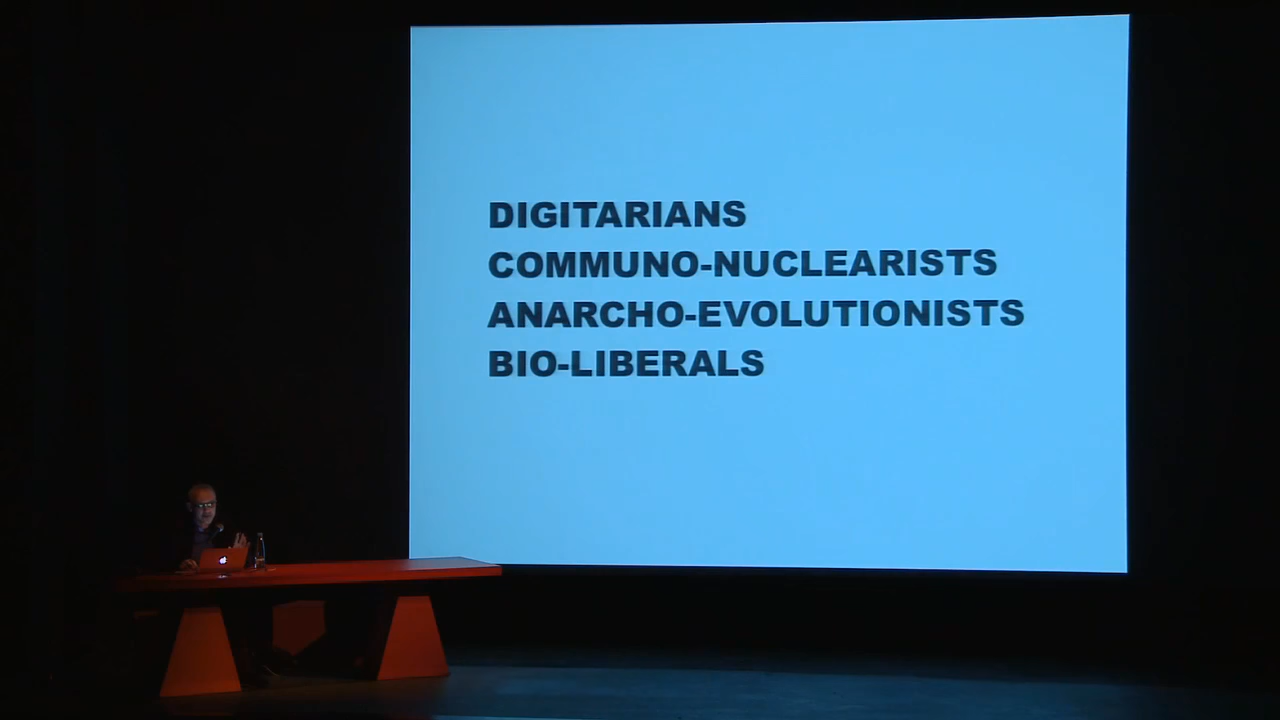 DIGITARIANS
COMMUNO-NUCLEARISTS
ANARCHO-EVOLUTIONISTS
BIO-LIBERALS